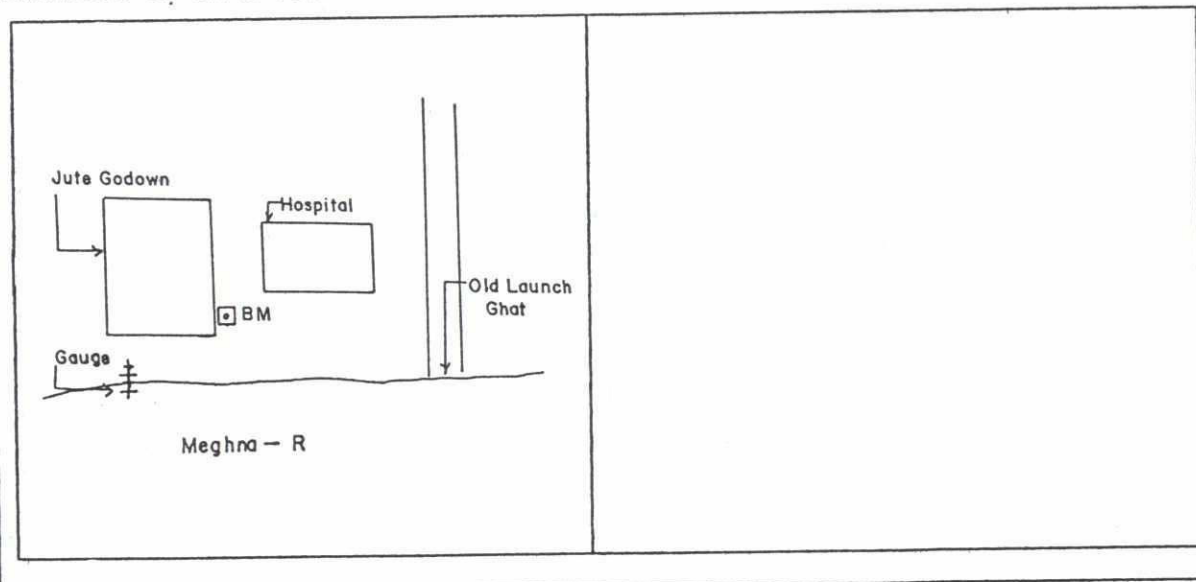 Jute Godown
Hospital
Old Launch
Ghat
BM
Gauge
Meghna — R